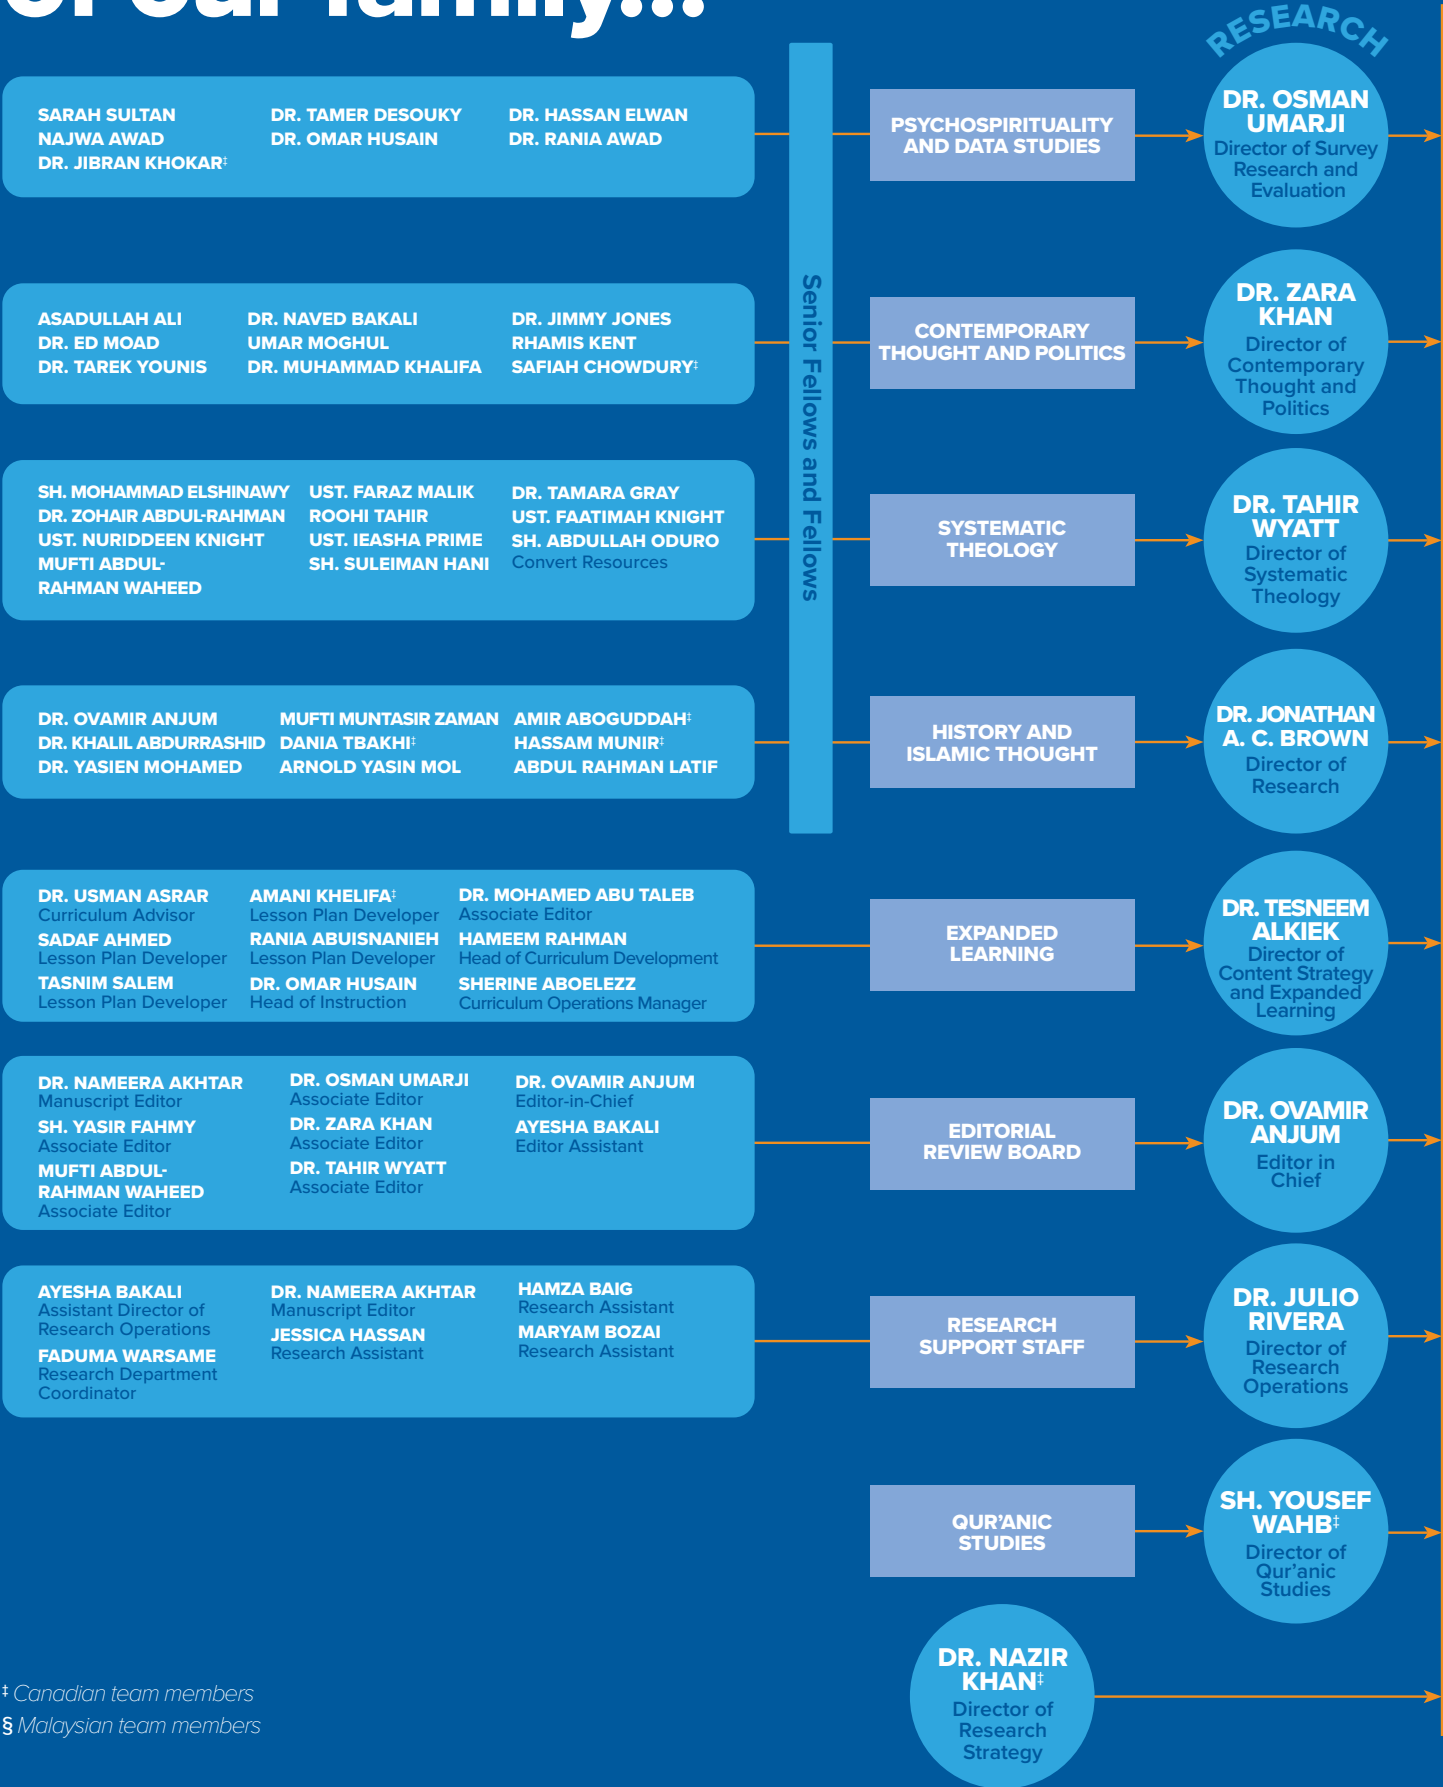 of our family...
RESEARCH
SARAH SULTAN
NAJWA AWAD
DR. JIBRAN KHOKAR‡
DR. TAMER DESOUKY
DR. OMAR HUSAIN
DR. HASSAN ELWAN
DR. RANIA AWAD
PSYCHOSPIRITUALITY
AND DATA STUDIES
DR. OSMAN
UMARJI
Director of Survey
Research and
Evaluation
Senior Fellows and Fellows
ASADULLAH ALI
DR. ED MOAD
DR. TAREK YOUNIS
DR. NAVED BAKALI
UMAR MOGHUL
DR. MUHAMMAD KHALIFA
DR. JIMMY JONES
RHAMIS KENT
SAFIAH CHOWDURY‡
CONTEMPORARY
THOUGHT AND POLITICS
DR. ZARA
KHAN
Director of
Contemporary
Thought and
Politics
SH. MOHAMMAD ELSHINAWY
DR. ZOHAIR ABDUL-RAHMAN
UST. NURIDDEEN KNIGHT
MUFTI ABDUL-
RAHMAN WAHEED
UST. FARAZ MALIK
ROOHI TAHIR
UST. IEASHA PRIME
SH. SULEIMAN HANI
DR. TAMARA GRAY
UST. FAATIMAH KNIGHT
SH. ABDULLAH ODURO
Convert Resources
SYSTEMATIC
THEOLOGY
DR. TAHIR
WYATT
Director of
Systematic
Theology
DR. OVAMIR ANJUM
DR. KHALIL ABDURRASHID
DR. YASIEN MOHAMED
MUFTI MUNTASIR ZAMAN
DANIA TBAKHI‡
ARNOLD YASIN MOL
AMIR ABOGUDDAH‡
HASSAM MUNIR‡
ABDUL RAHMAN LATIF
HISTORY AND
ISLAMIC THOUGHT
DR. JONATHAN
A. C. BROWN
Director of
Research
DR. USMAN ASRAR
Curriculum Advisor
SADAF AHMED
Lesson Plan Developer
TASNIM SALEM
Lesson Plan Developer
AMANI KHELIFA‡
Lesson Plan Developer
RANIA ABUISNANIEH
Lesson Plan Developer
DR. OMAR HUSAIN
Head of Instruction
DR. MOHAMED ABU TALEB
Associate Editor
HAMEEM RAHMAN
Head of Curriculum Development
SHERINE ABOELEZZ
Curriculum Operations Manager
EXPANDED
LEARNING
DR. TESNEEM
ALKIEK
Director of
Content Strategy
and Expanded
Learning
DR. NAMEERA AKHTAR
Manuscript Editor
SH. YASIR FAHMY
Associate Editor
MUFTI ABDUL-
RAHMAN WAHEED
Associate Editor
DR. OSMAN UMARJI
Associate Editor
DR. ZARA KHAN
Associate Editor
DR. TAHIR WYATT
Associate Editor
DR. OVAMIR ANJUM
Editor-in-Chief
AYESHA BAKALI
Editor Assistant
EDITORIAL
REVIEW BOARD
DR. OVAMIR
ANJUM
Editor in
Chief
AYESHA BAKALI
Assistant Director of
Research Operations
FADUMA WARSAME
Research Department
Coordinator
DR. NAMEERA AKHTAR
Manuscript Editor
JESSICA HASSAN
Research Assistant
HAMZA BAIG
Research Assistant
MARYAM BOZAI
Research Assistant
RESEARCH
SUPPORT STAFF
DR. JULIO
RIVERA
Director of
Research
Operations
QUR’ANIC
STUDIES
SH. YOUSEF
WAHB‡
Director of
Qur’anic
Studies
DR. NAZIR
KHAN‡
Director of
Research
Strategy
‡ Canadian team members
§ Malaysian team members